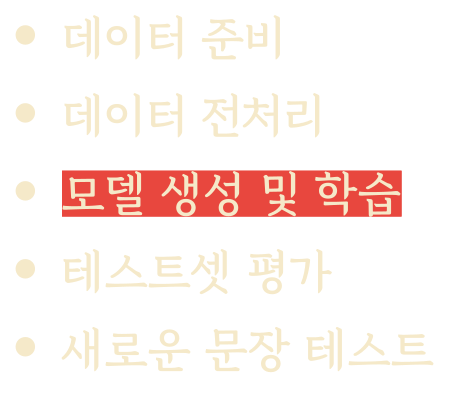 • 데이터 준비
• 데이터 전처리
• 모델 생성 및 학습
• 테스트셋 평가
• 새로운 문장 테스트